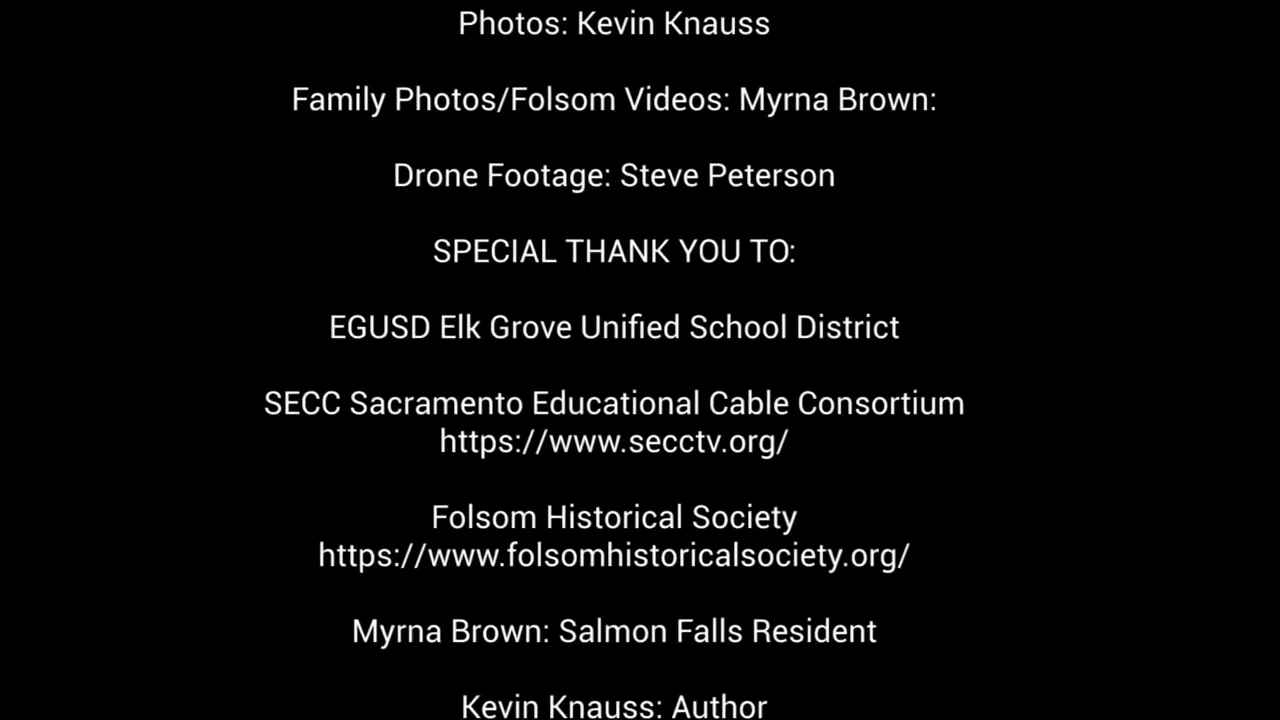 Photos: Kevin Knauss
Family Photos/Folsom Videos: Myrna Brown:
Drone Footage: Steve Peterson
SPECIAL THANK YOU TO:
EGUSD Elk Grove Unified School District
SECC Sacramento Educational Cable Consortium
https://www.secctv.org/
Folsom Historical Society
https://www.folsomhistoricalsociety.org/
Myrna Brown: Salmon Falls Resident
Kevin Knauss: Author